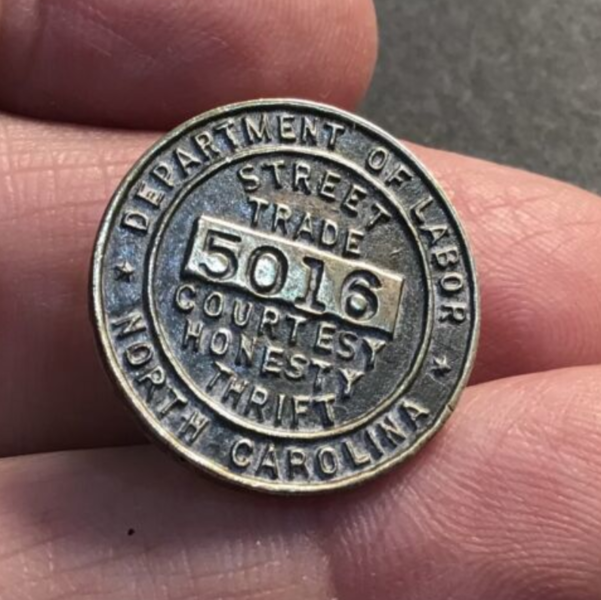 DEPARTMENT OF LABOR
STREET
TRADE
5016
COURTESY
HONESTY
THRIFT
NORTH CAROLINA